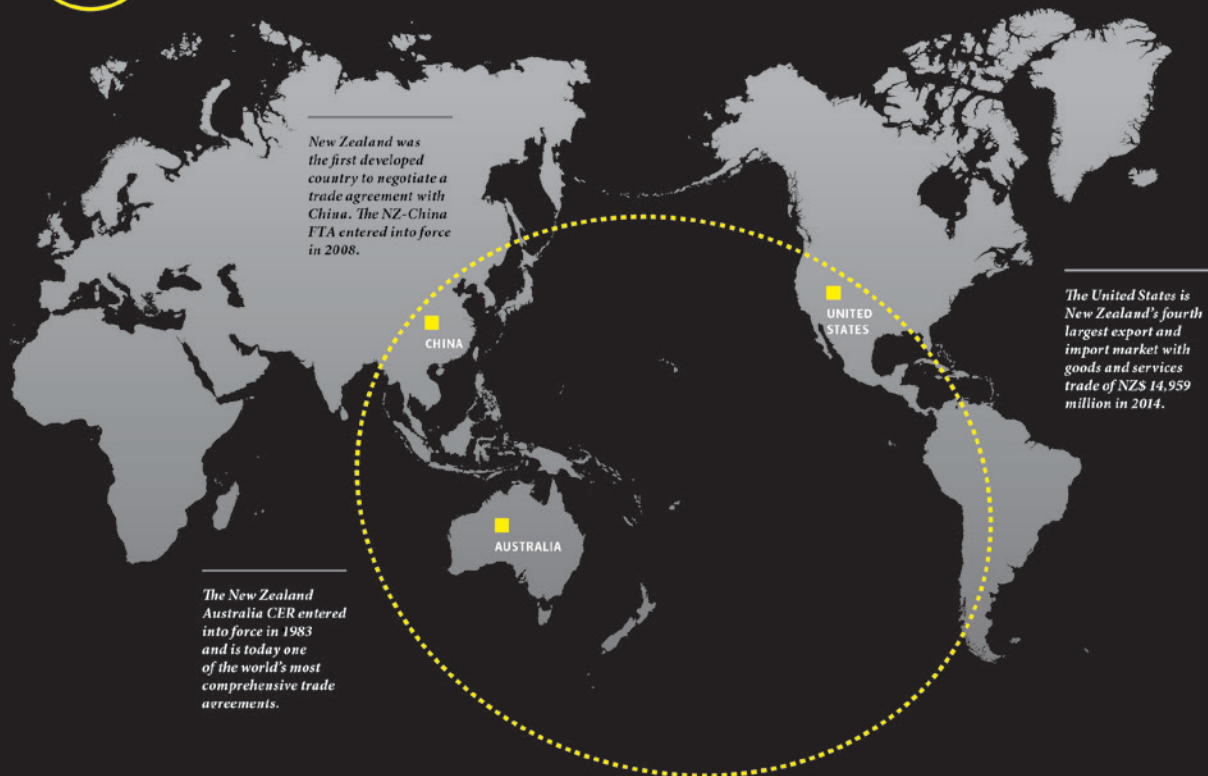 New Zealand was
the first developed
country to negotiate a
trade agreement with
China. The NZ-China
FTA entered into force
in 2008.
CHINA
UNITED
STATES
The United States is
New Zealand's fourth
largest export and
import market with
goods and services
trade of NZ$ 14,959
million in 2014.
AUSTRALIA
The New Zealand
Australia CER entered
into force in 1983
and is today one
of the world's most
comprehensive trade
agreements.